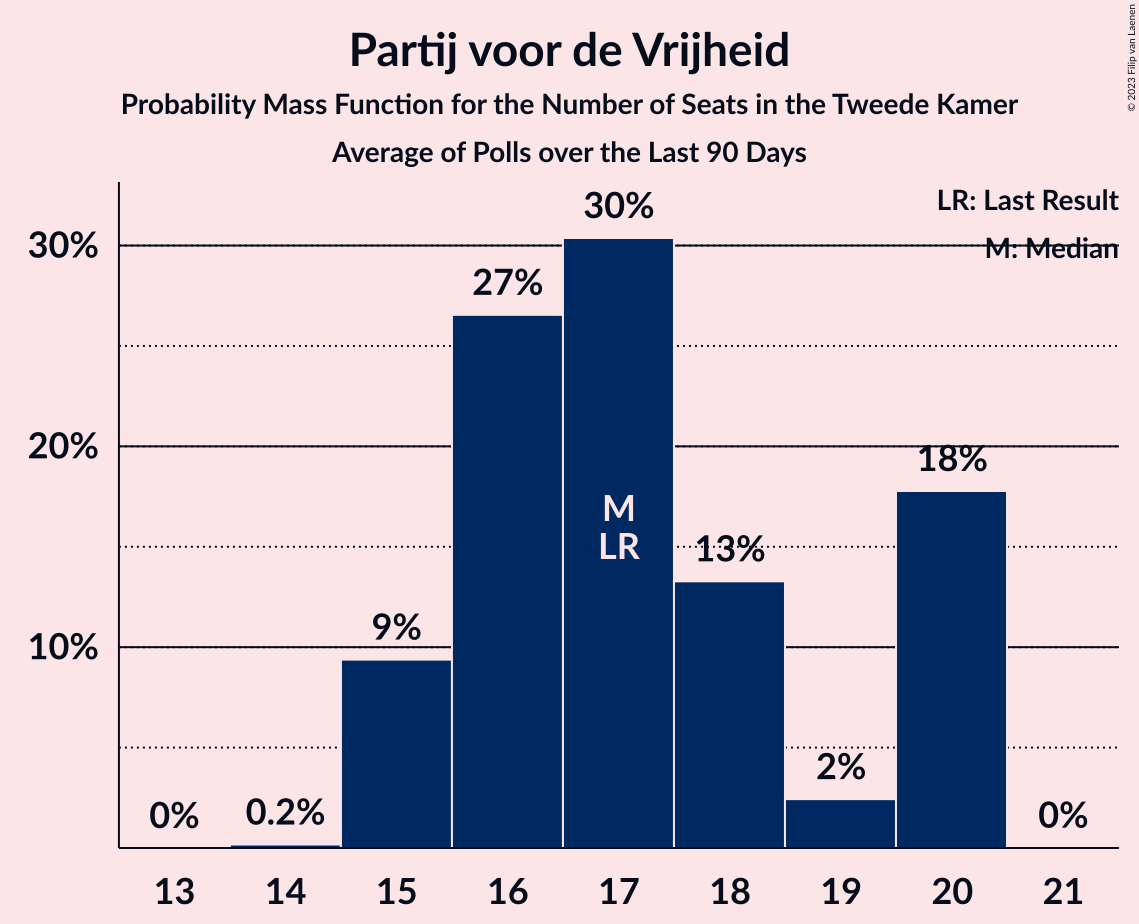 Partij voor de Vrijheid
Probability Mass Function for the Number of Seats in the Tweede Kamer
Average of Polls over the Last 90 Days
© 2023 Filip van Laenen
LR: Last Result
M: Median
30%
20%
10%
0%
0.2%
9%
27%
30%
13%
2%
18%
0%
M
LR
13 14 15 16 17 18 19 20 21